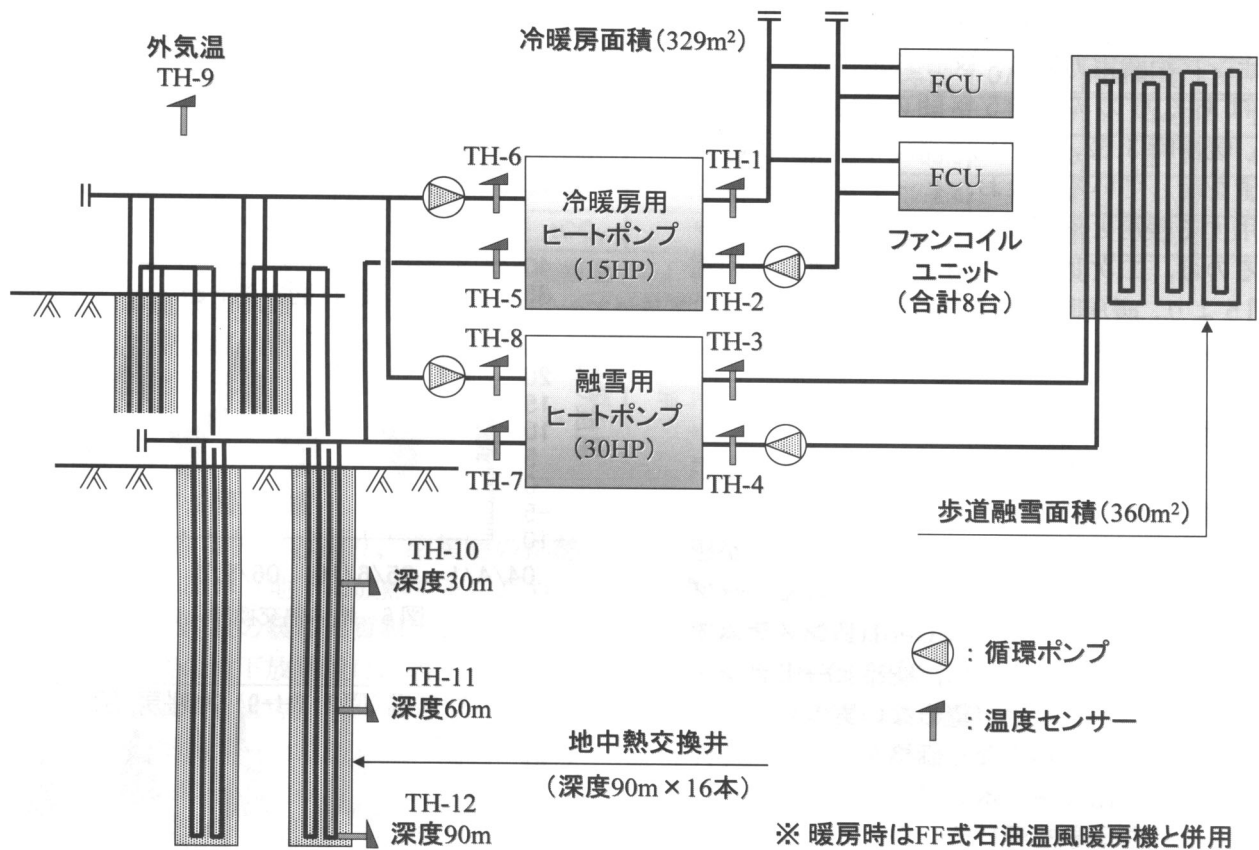 外気温
TH-9
冷暖房面積(329m²)
FCU
FCU
ファンコイル
ユニット
(合計8台)
TH-6
TH-1
冷暖房用
ヒートポンプ
(15HP)
TH-5
TH-2
TH-8
TH-3
融雪用
ヒートポンプ
(30HP)
TH-7
TH-4
歩道融雪面積(360m²)
TH-10
深度30m
TH-11
深度60m
TH-12
深度90m
地中熱交換井
(深度90m×16本)
:循環ポンプ
:温度センサー
※ 暖房時はFF式石油温風暖房機と併用